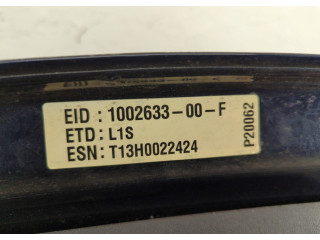 EID : 1002633-00-F
ETD: L1S
ESN: T13H0022424
P20062